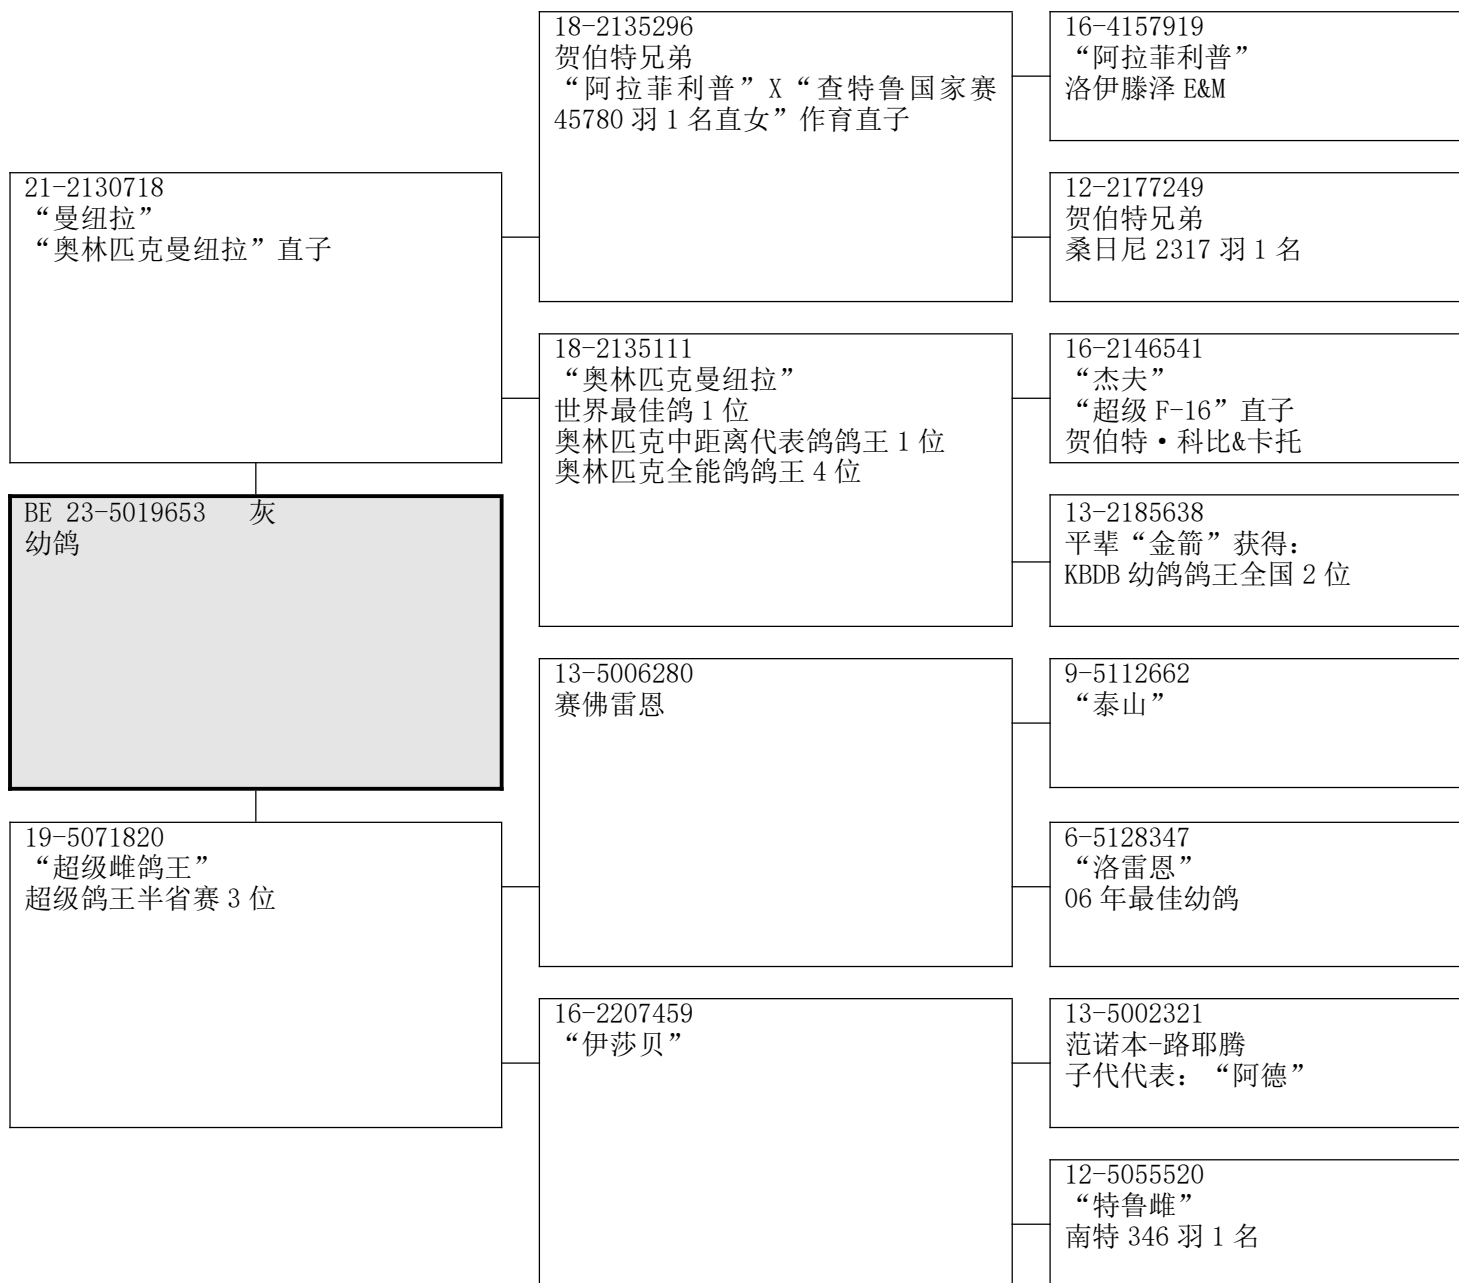 21-2130718
“曼纽拉”
“奥林匹克曼纽拉”直子
BE 23-5019653 灰
幼鸽
19-5071820
“超级雌鸽王”
超级鸽王半省赛 3 位
18-2135296
贺伯特兄弟
“阿拉菲利普”X“查特鲁国家赛
45780 羽 1 名直女”作育直子
18-2135111
“奥林匹克曼纽拉”
世界最佳鸽 1 位
奥林匹克中距离代表鸽鸽王 1 位
奥林匹克全能鸽鸽王 4 位
13-5006280
赛佛雷恩
16-2207459
“伊莎贝”
16-4157919
“阿拉菲利普”
洛伊滕泽 E&M
12-2177249
贺伯特兄弟
桑日尼 2317 羽 1 名
16-2146541
“杰夫”
“超级 F-16”直子
贺伯特·科比&卡托
13-2185638
平辈“金箭”获得：
KBDB 幼鸽鸽王全国 2 位
9-5112662
“泰山”
6-5128347
“洛雷恩”
06 年最佳幼鸽
13-5002321
范诺本-路耶腾
子代代表：“阿德”
12-5055520
“特鲁雌”
南特 346 羽 1 名